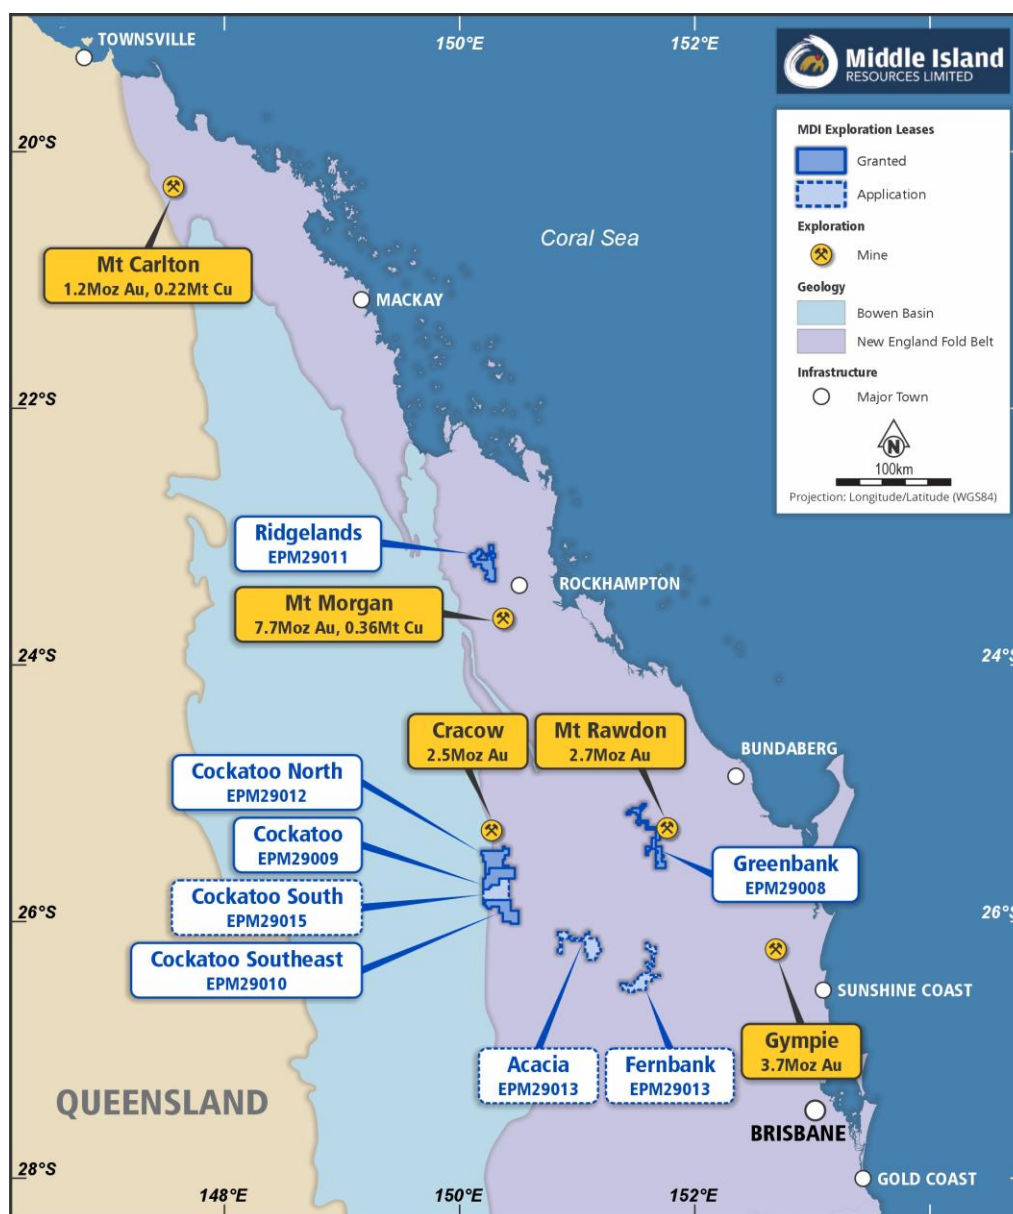 TOWNSVILLE
150°E
152°E
Middle Island
RESOURCES LIMITED
MDI Exploration Leases
Granted
Application
Exploration
Mine
Geology
Bowen Basin
New England Fold Belt
Infrastructure
Major Town
N
100km
Projection: Longitude/Latitude (WGS84)
20°S
Coral Sea
Mt Carlton
1.2Moz Au, 0.22Mt Cu
MACKAY
22°S
Ridgelands
EPM29011
ROCKHAMPTON
Mt Morgan
7.7Moz Au, 0.36Mt Cu
24°S
24°S
Cracow
2.5Moz Au
Mt Rawdon
2.7Moz Au
BUNDABERG
Cockatoo North
EPM29012
Cockatoo
EPM29009
Greenbank
EPM29008
Cockatoo South
EPM29015
26°S
26°S
Cockatoo Southeast
EPM29010
SUNSHINE COAST
Acacia
EPM29013
Fernbank
EPM29013
Gympie
3.7Moz Au
QUEENSLAND
BRISBANE
28°S
GOLD COAST
148°E
150°E
152°E